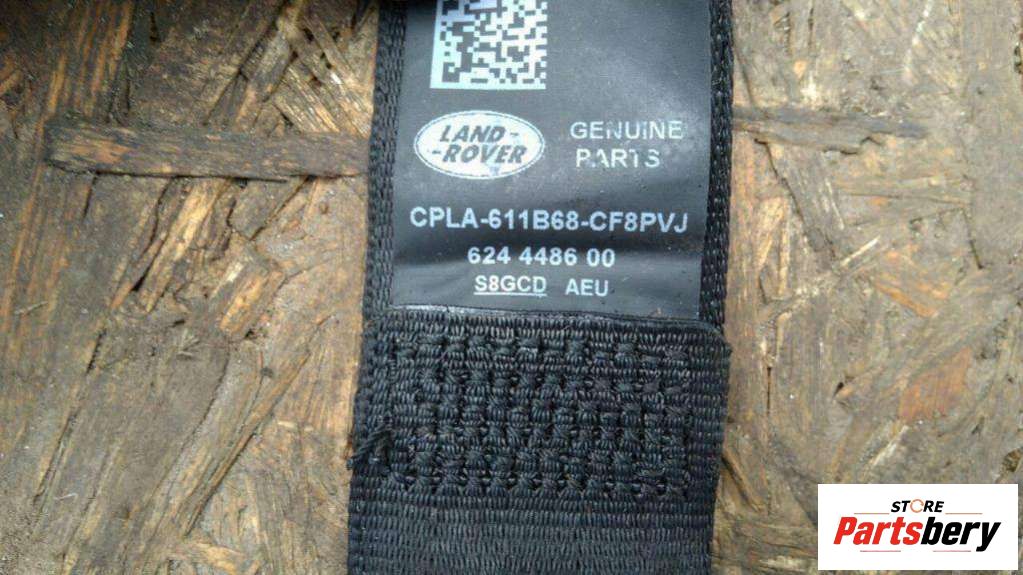 LAND-
-ROVER
GENUINE
PARTS
CPLA-611B68-CF8PVJ
624 4486 00
S8GCD AEU
STORE
Partsbery